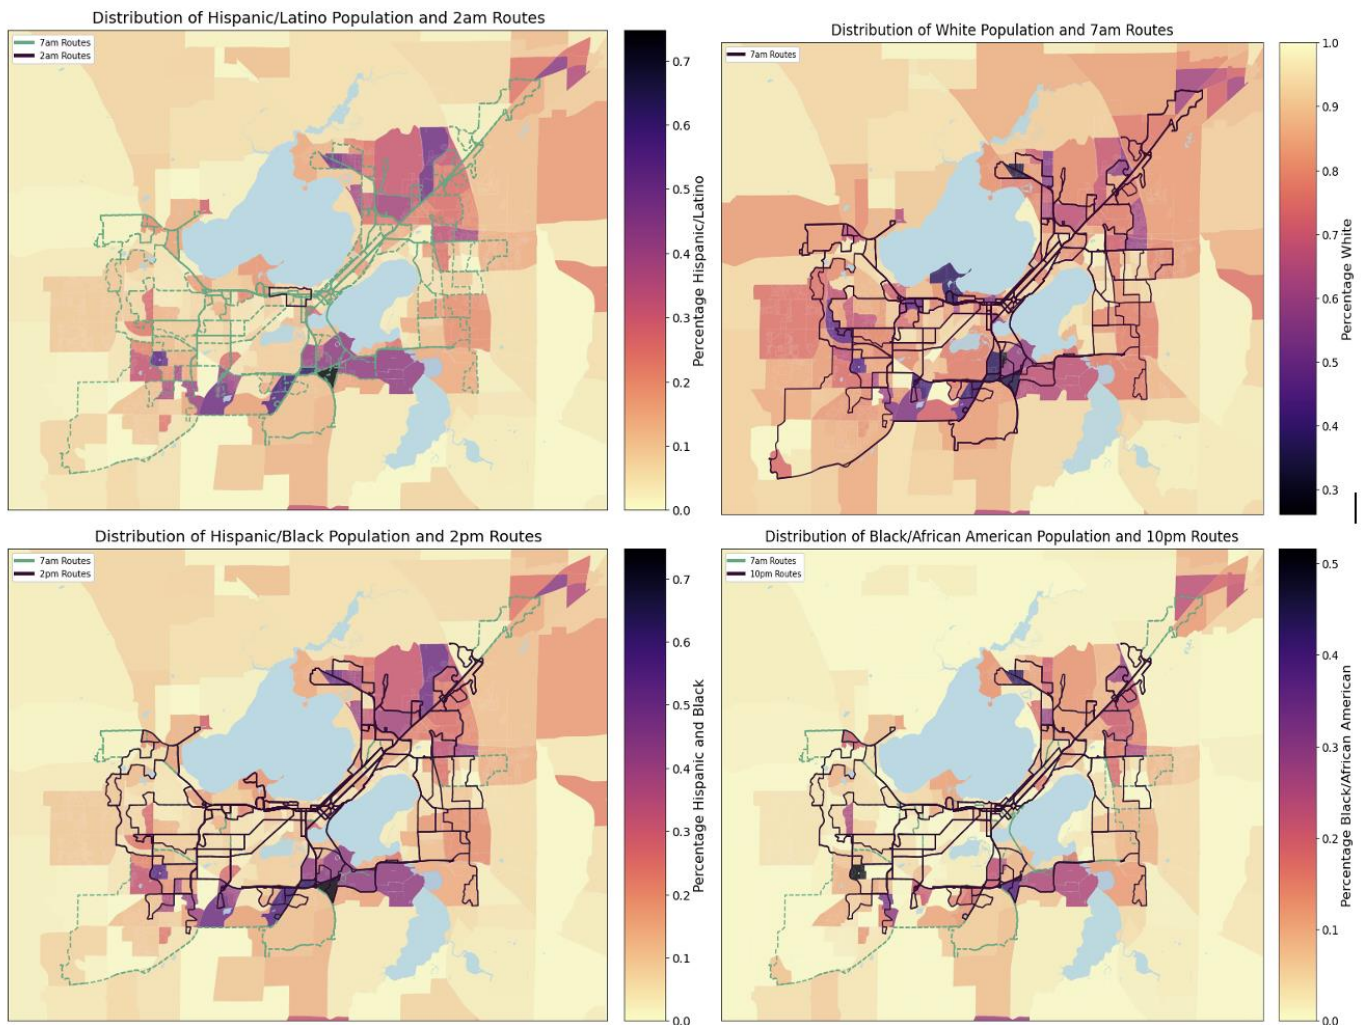 Distribution of Hispanic/Latino Population and 2am Routes
7am Routes
2am Routes
0.7
0.6
0.5
0.4
0.3
0.2
0.1
0.0
Percentage Hispanic/Latino
Distribution of White Population and 7am Routes
7am Routes
1.0
0.9
0.8
0.7
0.6
0.5
0.4
0.3
Percentage White
Distribution of Hispanic/Black Population and 2pm Routes
7am Routes
2pm Routes
0.7
0.6
0.5
0.4
0.3
0.2
0.1
0.0
Percentage Hispanic and Black
Distribution of Black/African American Population and 10pm Routes
7am Routes
10pm Routes
0.5
0.4
0.3
0.2
0.1
0.0
Percentage Black/African American